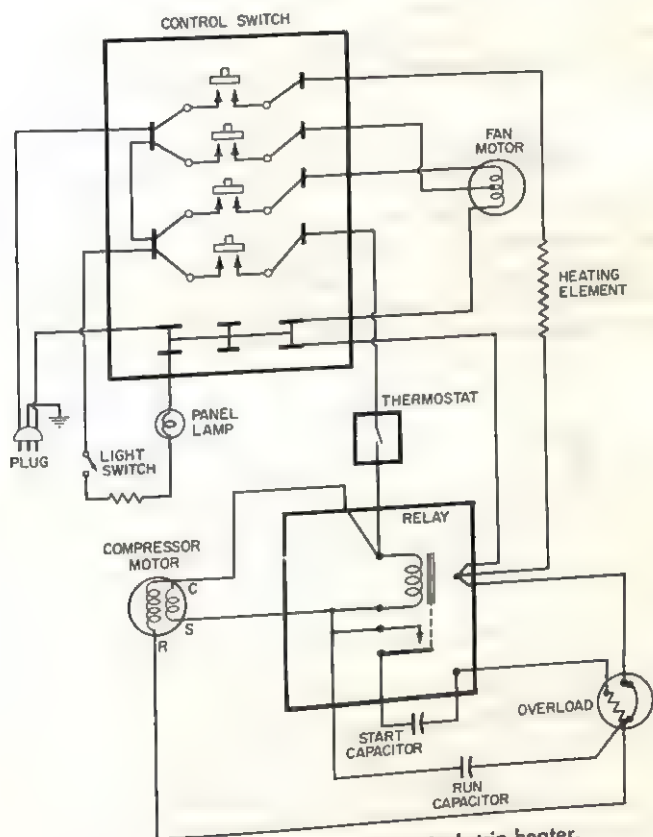 CONTROL SWITCH
FAN
MOTOR
HEATING
ELEMENT
THERMOSTAT
PANEL
LAMP
PLUG
LIGHT
SWITCH
RELAY
COMPRESSOR
MOTOR
C
S
R
OVERLOAD
START
CAPACITOR
RUN
CAPACITOR
heater.